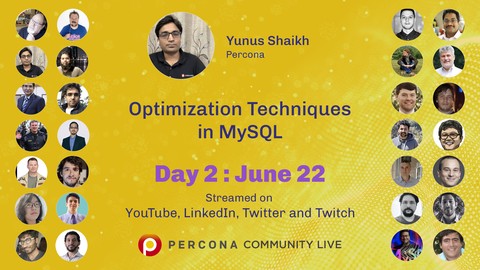 Yunus Shaikh
Percona
Optimization Techniques
in MySQL
Day 2 : June 22
Streamed on
YouTube, LinkedIn, Twitter and Twitch
PERCONA COMMUNITY LIVE